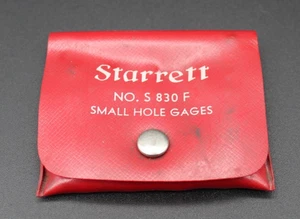 Starrett
NO. S 830 F
SMALL HOLE GAGES